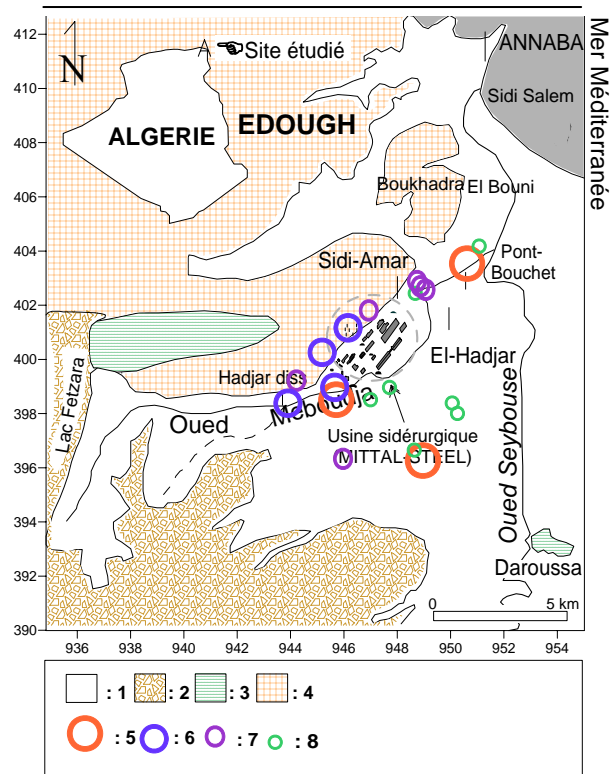 412
410
408
406
404
402
400
398
396
394
392
390
N
A
Site étudié
ANNABA
Mer Méditerranée
Sidi Salem
ALGERIE
EDOUGH
Boukhadra
El Bouni
Sidi-Amar
Pont-
Bouchet
El-Hadjar
Hadjar diss
Lac Fetzara
Oued
Meboudja
Usine sidérurgique
(MITTAL-STEEL)
Oued Seybouse
Daroussa
0
5 km
936
938
940
942
944
946
948
950
952
954
: 1
: 2
: 3
: 4
: 5
: 6
: 7
: 8